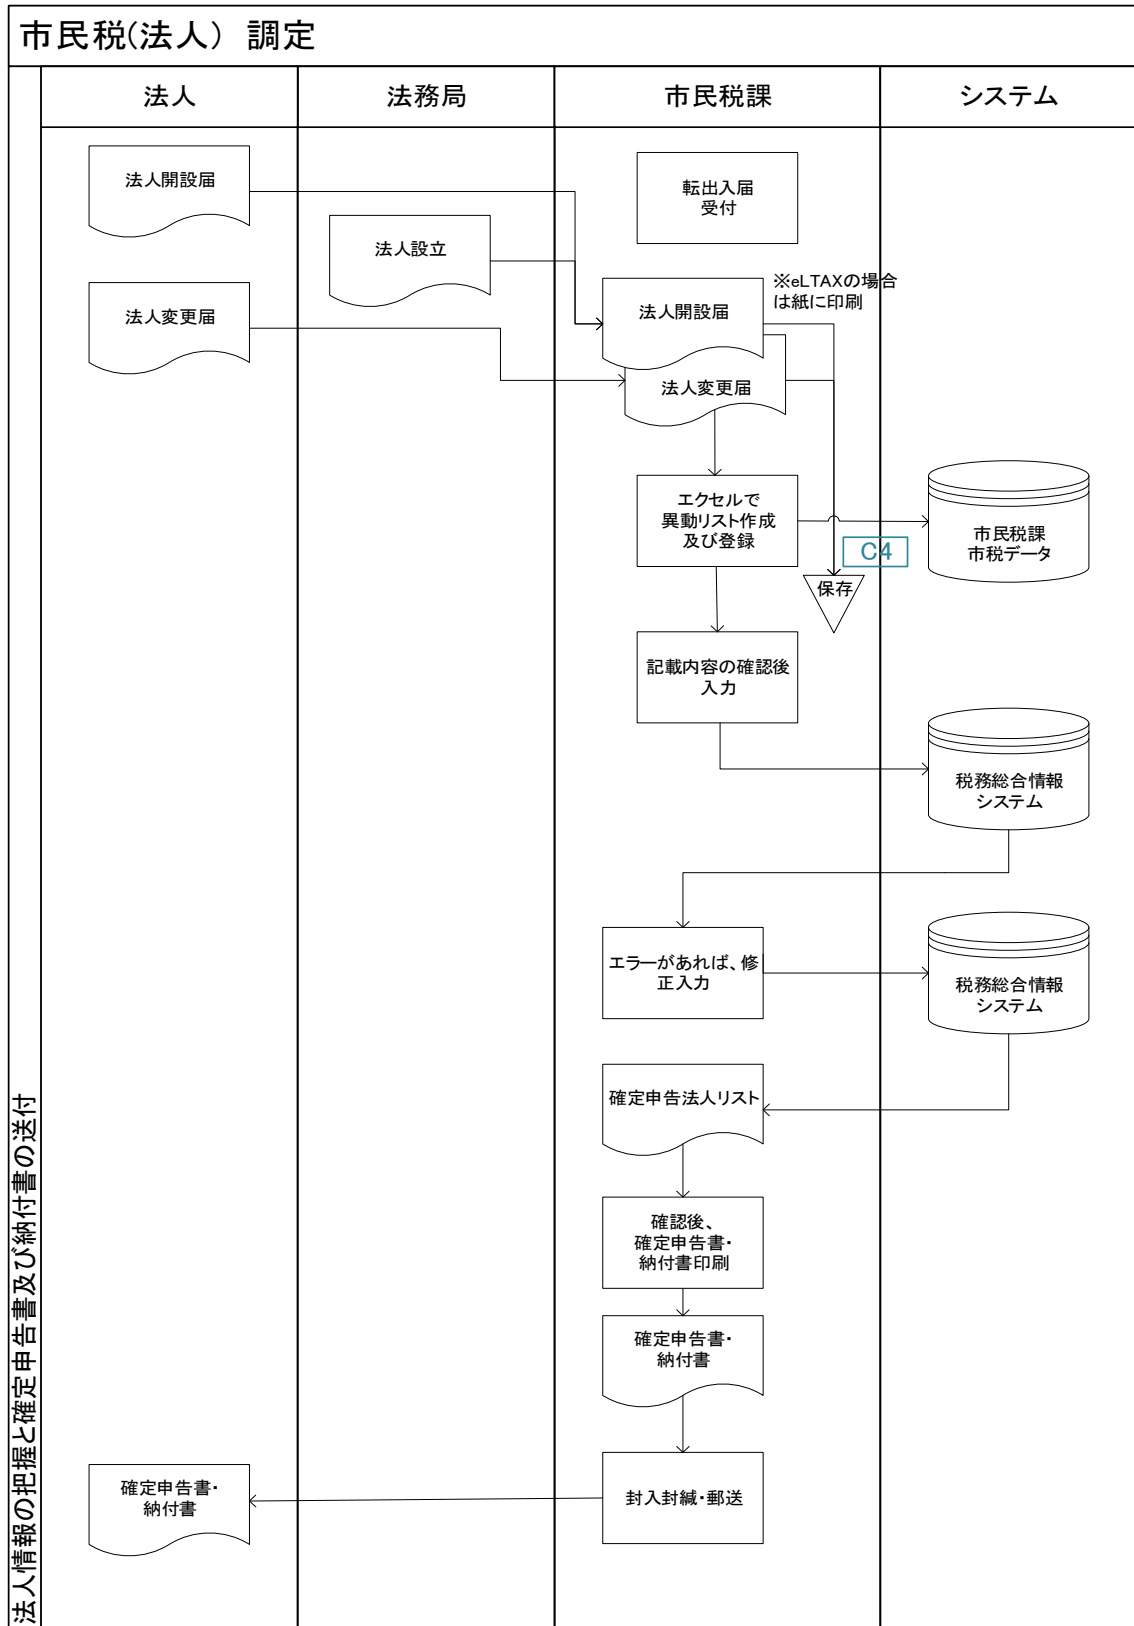 市民税(法人) 調定
法人
法務局
市民税課
システム
法人情報の把握と確定申告書及び納付書の送付
法人開設届
転出入届
受付
法人設立
法人変更届
法人開設届
※eLTAXの場合
は紙に印刷
法人変更届
エクセルで
異動リスト作成
及び登録
市民税課
市税データ
C4
保存
記載内容の確認後
入力
税務総合情報
システム
エラーがあれば、修
正入力
税務総合情報
システム
確定申告法人リスト
確認後、
確定申告書・
納付書印刷
確定申告書・
納付書
封入封緘・郵送
確定申告書・
納付書